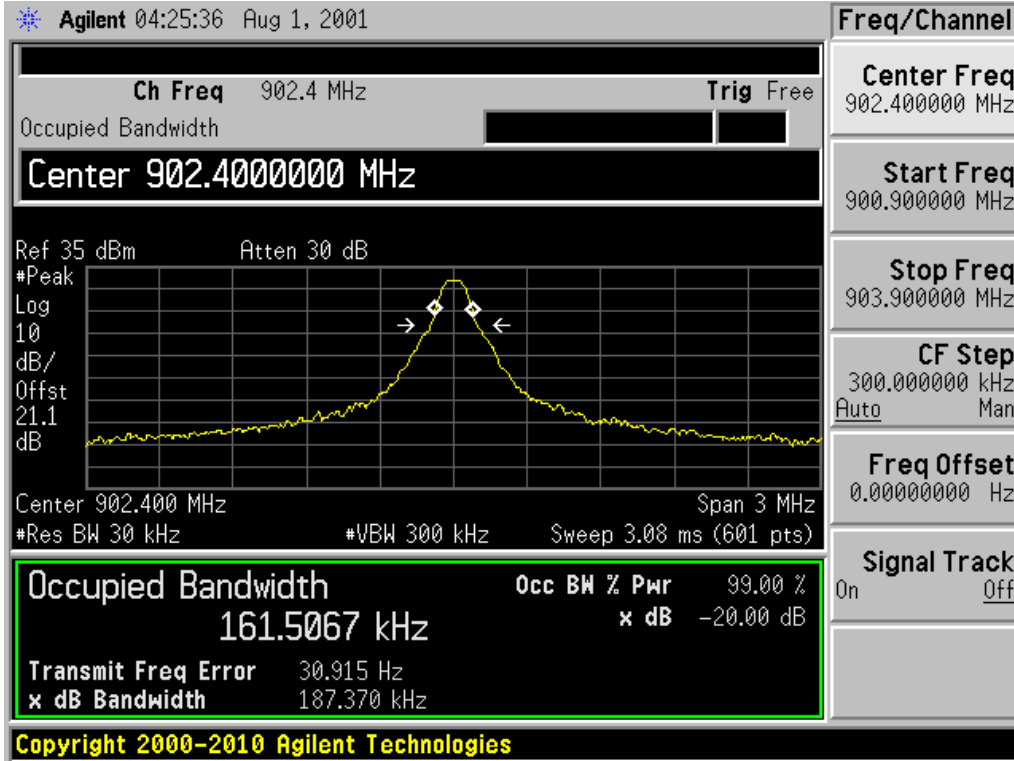 Agilent 04:25:36 Aug 1, 2001
Freq/Channel
Ch Freq 902.4 MHz Trig Free
Occupied Bandwidth
Center 902.4000000 MHz
Ref 35 dBm Atten 30 dB
#Peak
Log
10
dB/
Offst
21.1
dB
Center 902.400 MHz Span 3 MHz
#Res BW 30 kHz #VBW 300 kHz Sweep 3.08 ms (601 pts)
Occupied Bandwidth
161.5067 kHz
Occ BW % Pwr 99.00 %
x dB -20.00 dB
Transmit Freq Error 30.915 Hz
x dB Bandwidth 187.370 kHz
Copyright 2000-2010 Agilent Technologies
Center Freq
902.400000 MHz
Start Freq
900.900000 MHz
Stop Freq
903.900000 MHz
CF Step
300.000000 kHz
Auto Man
Freq Offset
0.00000000 Hz
Signal Track
On Off